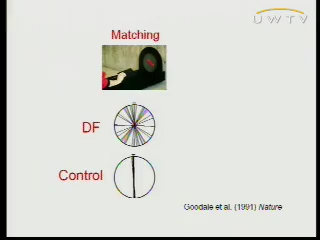 UWTV
Matching
DF
Control
Goodale et al. (1991) Nature